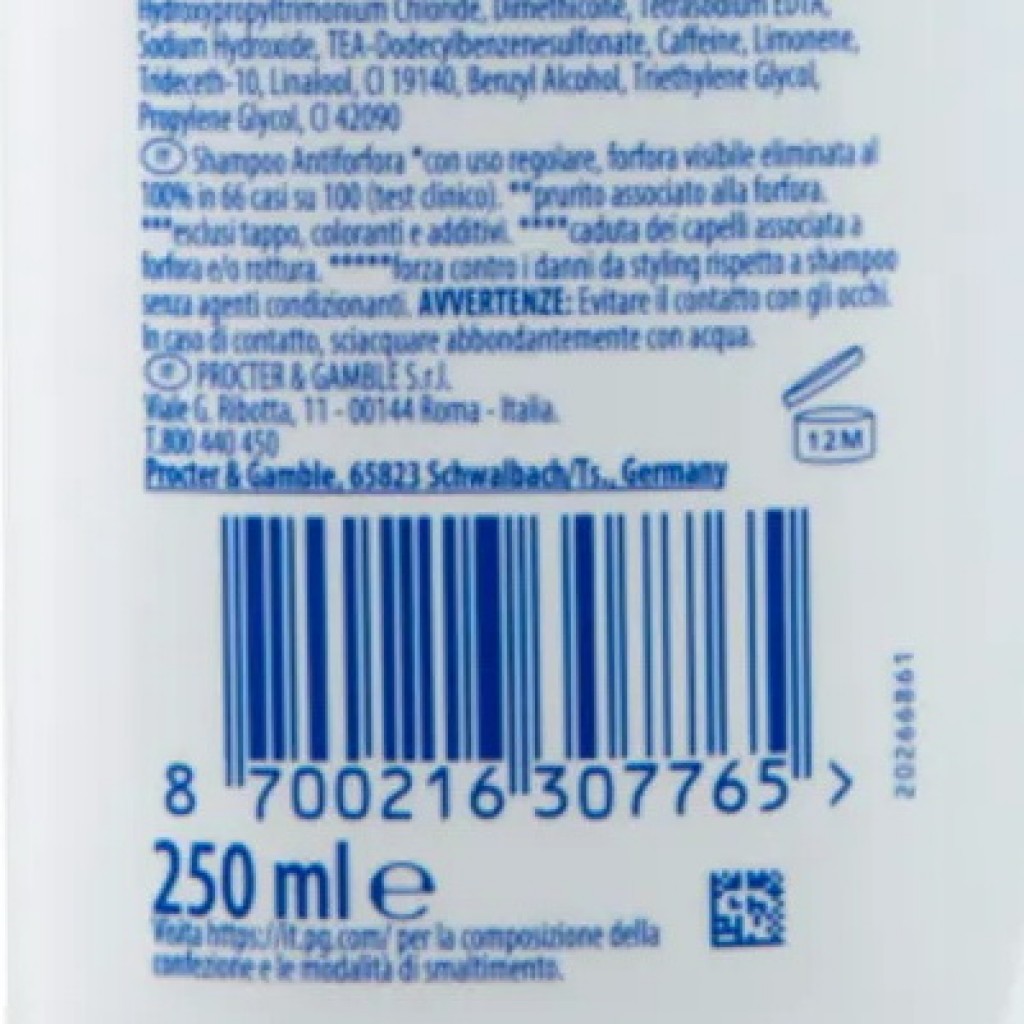 Hydroxypropyltrimonium Chloride, Dimethicone, Tetrasodium EDTA,
Sodium Hydroxide, TEA-Dodecylbenzenesulfonate, Caffeine, Limonene,
Trideceth-10, Linalool, CI 19140, Benzyl Alcohol, Triethylene Glycol,
Propylene Glycol, CI 42090
IT Shampoo Antiforfora *con uso regolare, forfora visibile eliminata al
100% in 66 casi su 100 (test clinico). **prurito associato alla forfora.
***esclusi tappo, coloranti e additivi. ****caduta dei capelli associata a
forfora e/o rottura. *****forza contro i danni da styling rispetto a shampoo
senza agenti condizionanti. AVVERTENZE: Evitare il contatto con gli occhi.
In caso di contatto, sciacquare abbondantemente con acqua.
IT PROCTER & GAMBLE S.r.l.
Viale G. Ribotta, 11 - 00144 Roma - Italia.
T.800 440 450
12M
Procter & Gamble, 65823 Schwalbach/Ts., Germany
8 700216 307765 >
20266861
250 ml e
Visita https://it.pg.com/ per la composizione della
confezione e le modalità di smaltimento.